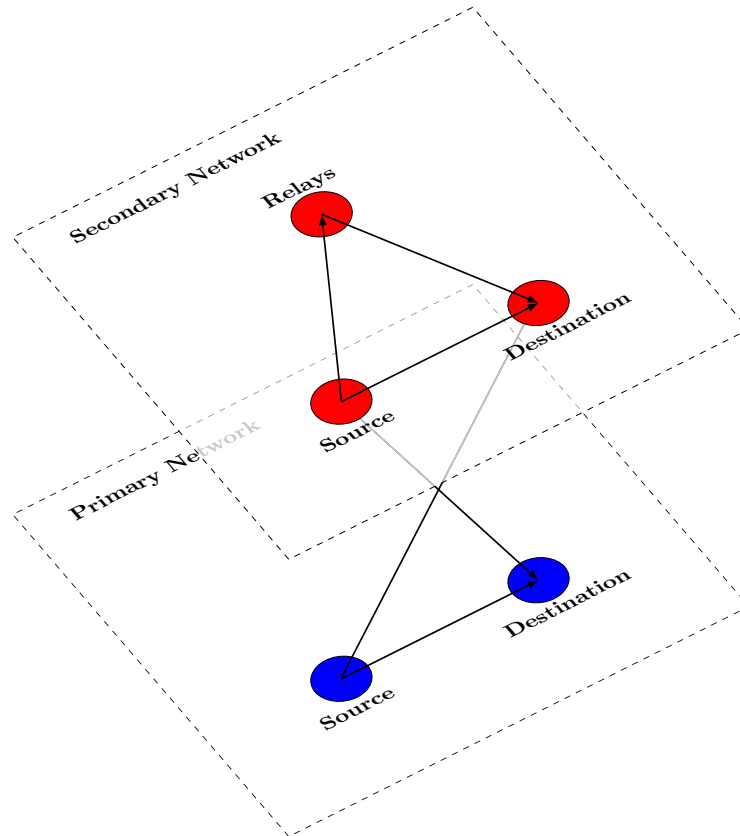 Secondary Network
Relays
Destination
Source
Primary Network
Destination
Source